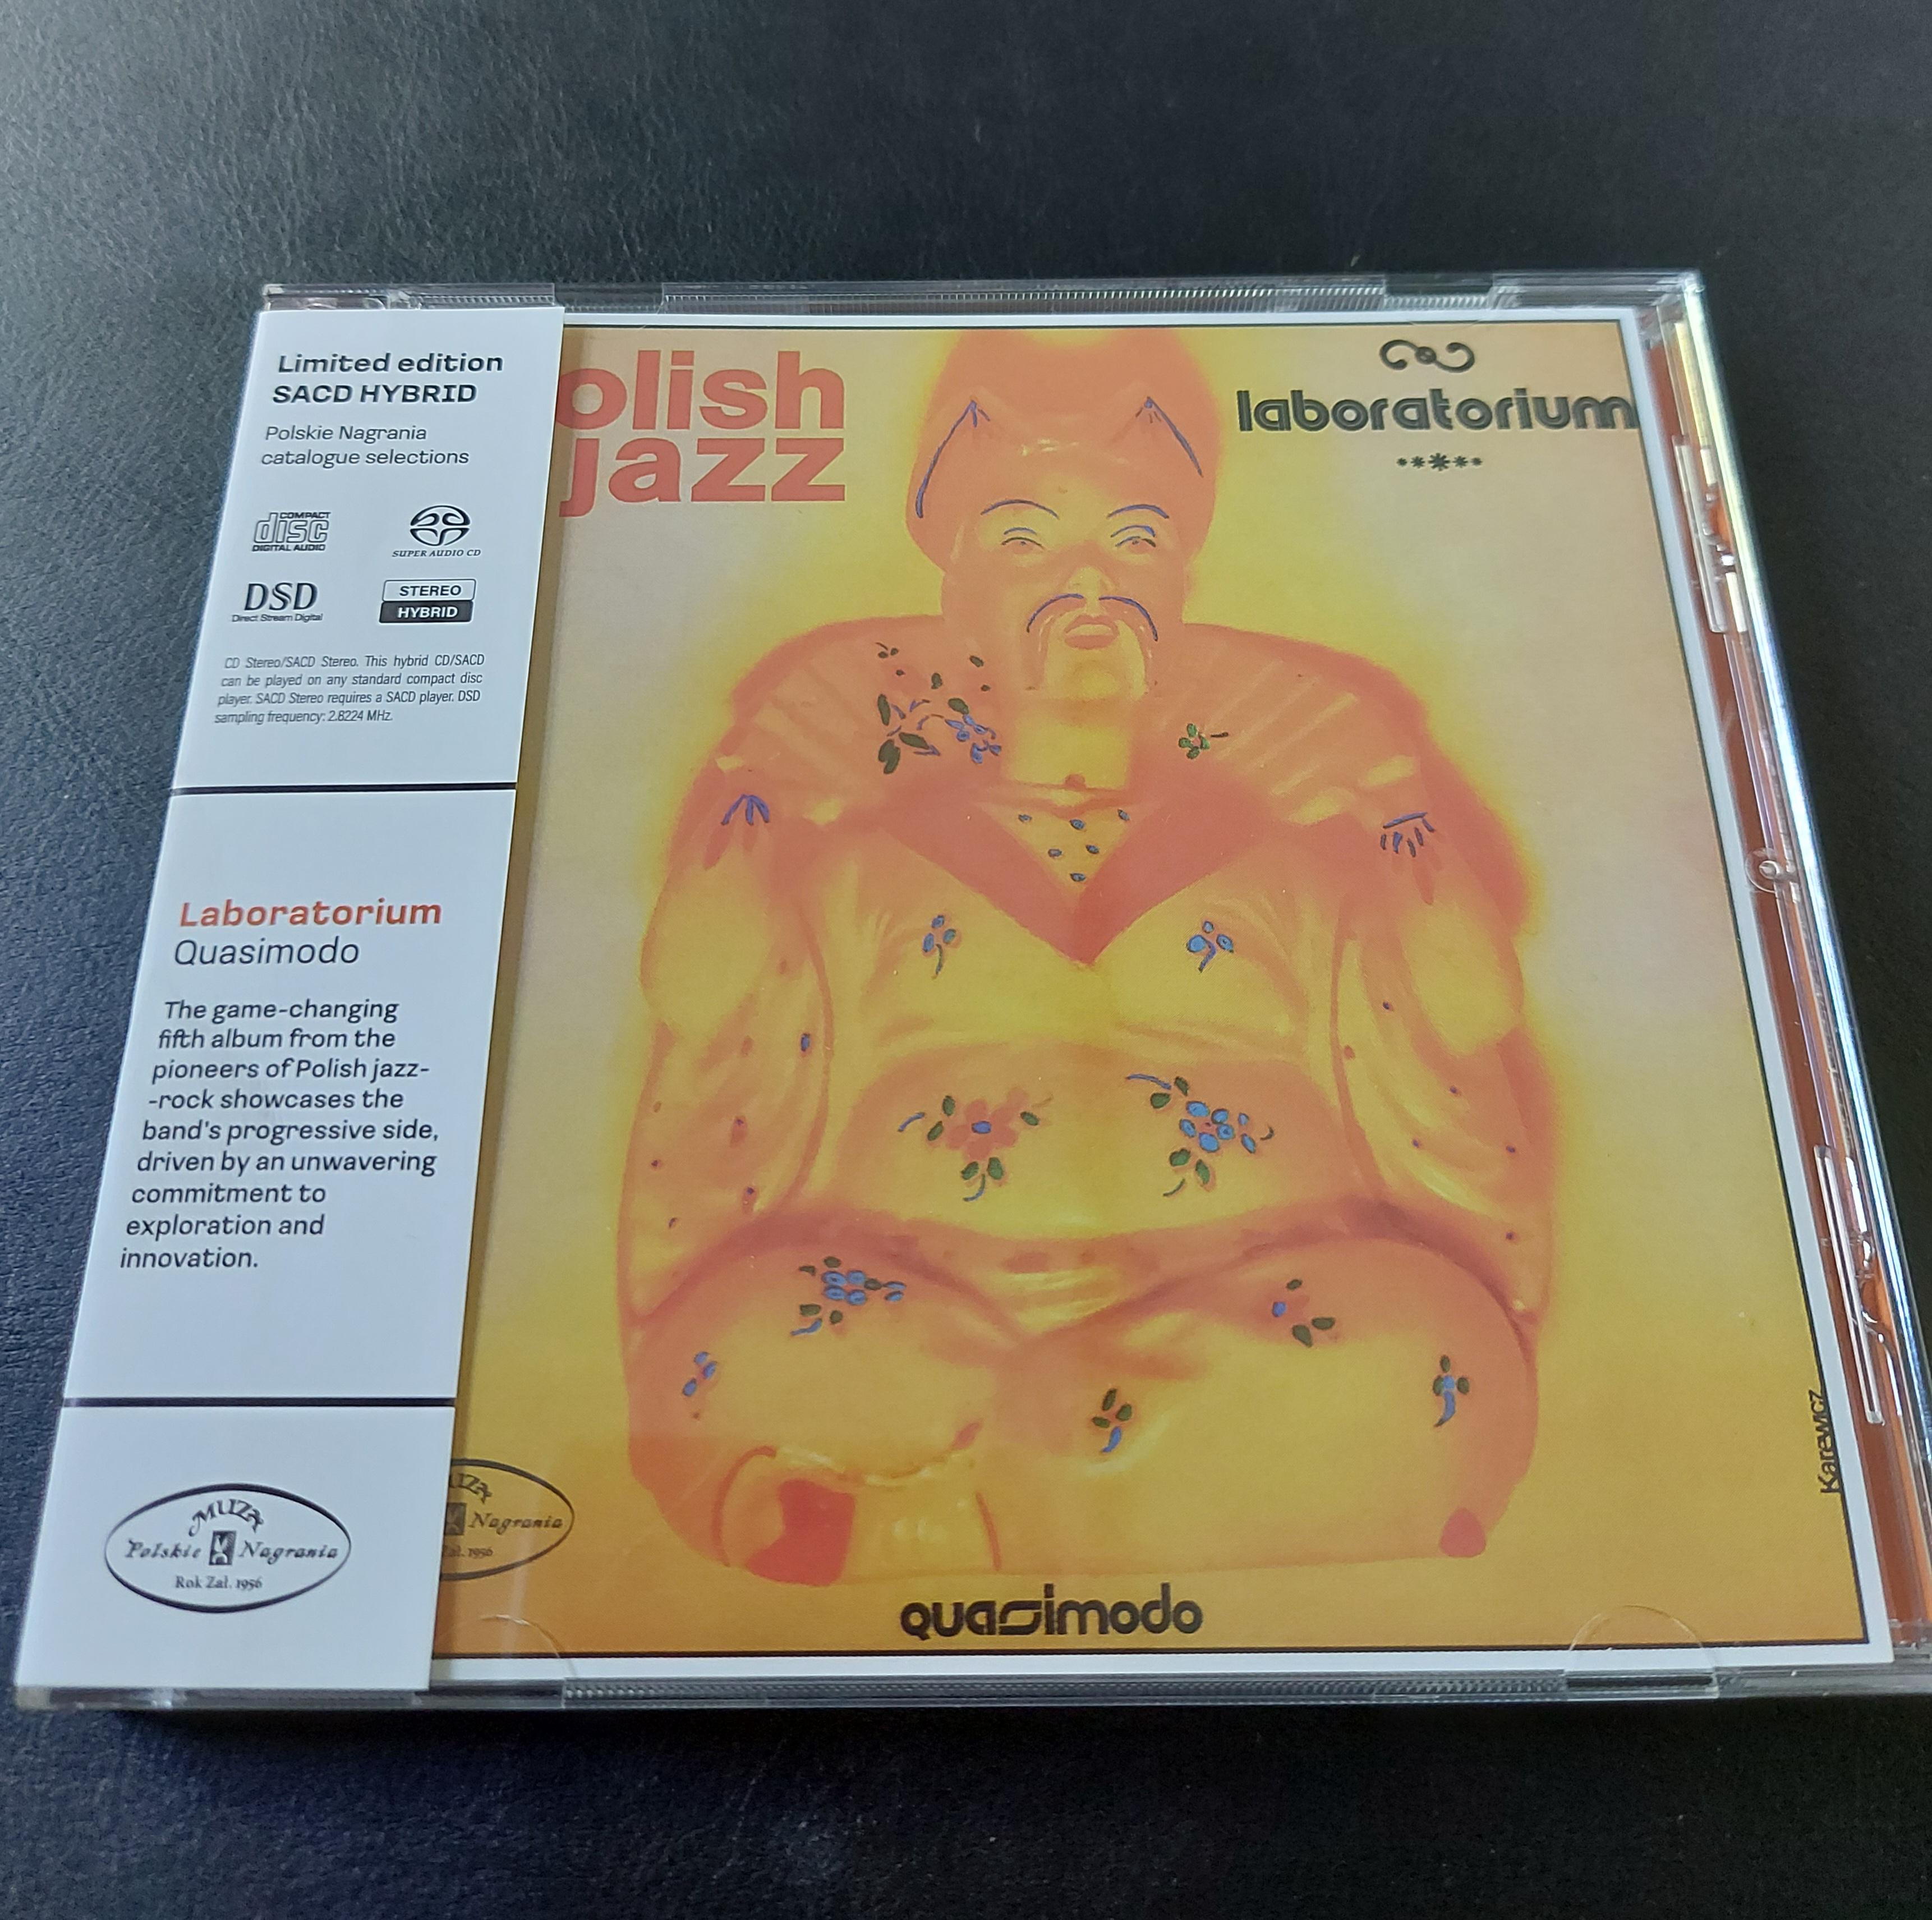 Limited edition
SACD HYBRID
Polskie Nagrania
catalogue selections
COMPACT
disc
DIGITAL AUDIO
SUPER AUDIO CD
DSD
Direct Stream Digital
STEREO
HYBRID
CD Stereo/SACD Stereo. This hybrid CD/SACD
can be played on any standard compact disc
player. SACD Stereo requires a SACD player. DSD
sampling frequency: 2.8224 MHz.
Laboratorium
Quasimodo
The game-changing
fifth album from the
pioneers of Polish jazz-
-rock showcases the
band's progressive side,
driven by an unwavering
commitment to
exploration and
innovation.
MUZA
Polskie Nagrania
Rok Zał. 1956
olish
jazz
laboratorium
UZA
Nagrania
ał. 1956
quasimodo
Karewicz